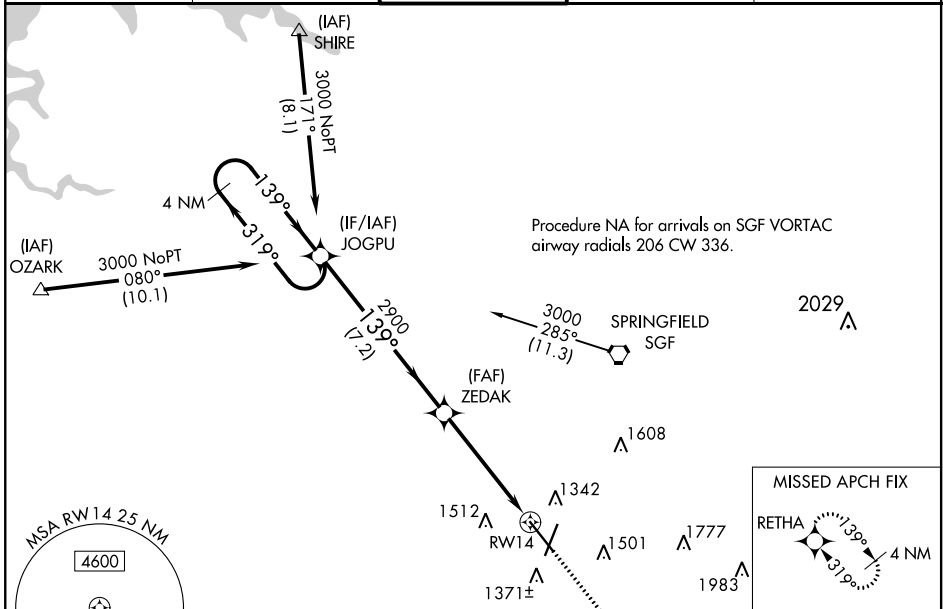 (IAF)
SHIRE
3000 NoPT
171°
(8.1)
139°
4 NM
319°
(IF/IAF)
JOGPU
Procedure NA for arrivals on SGF VORTAC
airway radials 206 CW 336.
(IAF)
OZARK
3000 NoPT
080°
(10.1)
2900
139°
(7.2)
3000
285°
(11.3)
SPRINGFIELD
SGF
2029
(FAF)
ZEDAK
1608
1342
1512
RW14
1501
1777
1371±
1983
MSA RW14 25 NM
4600
MISSED APCH FIX
RETHA
139°
4 NM
319°